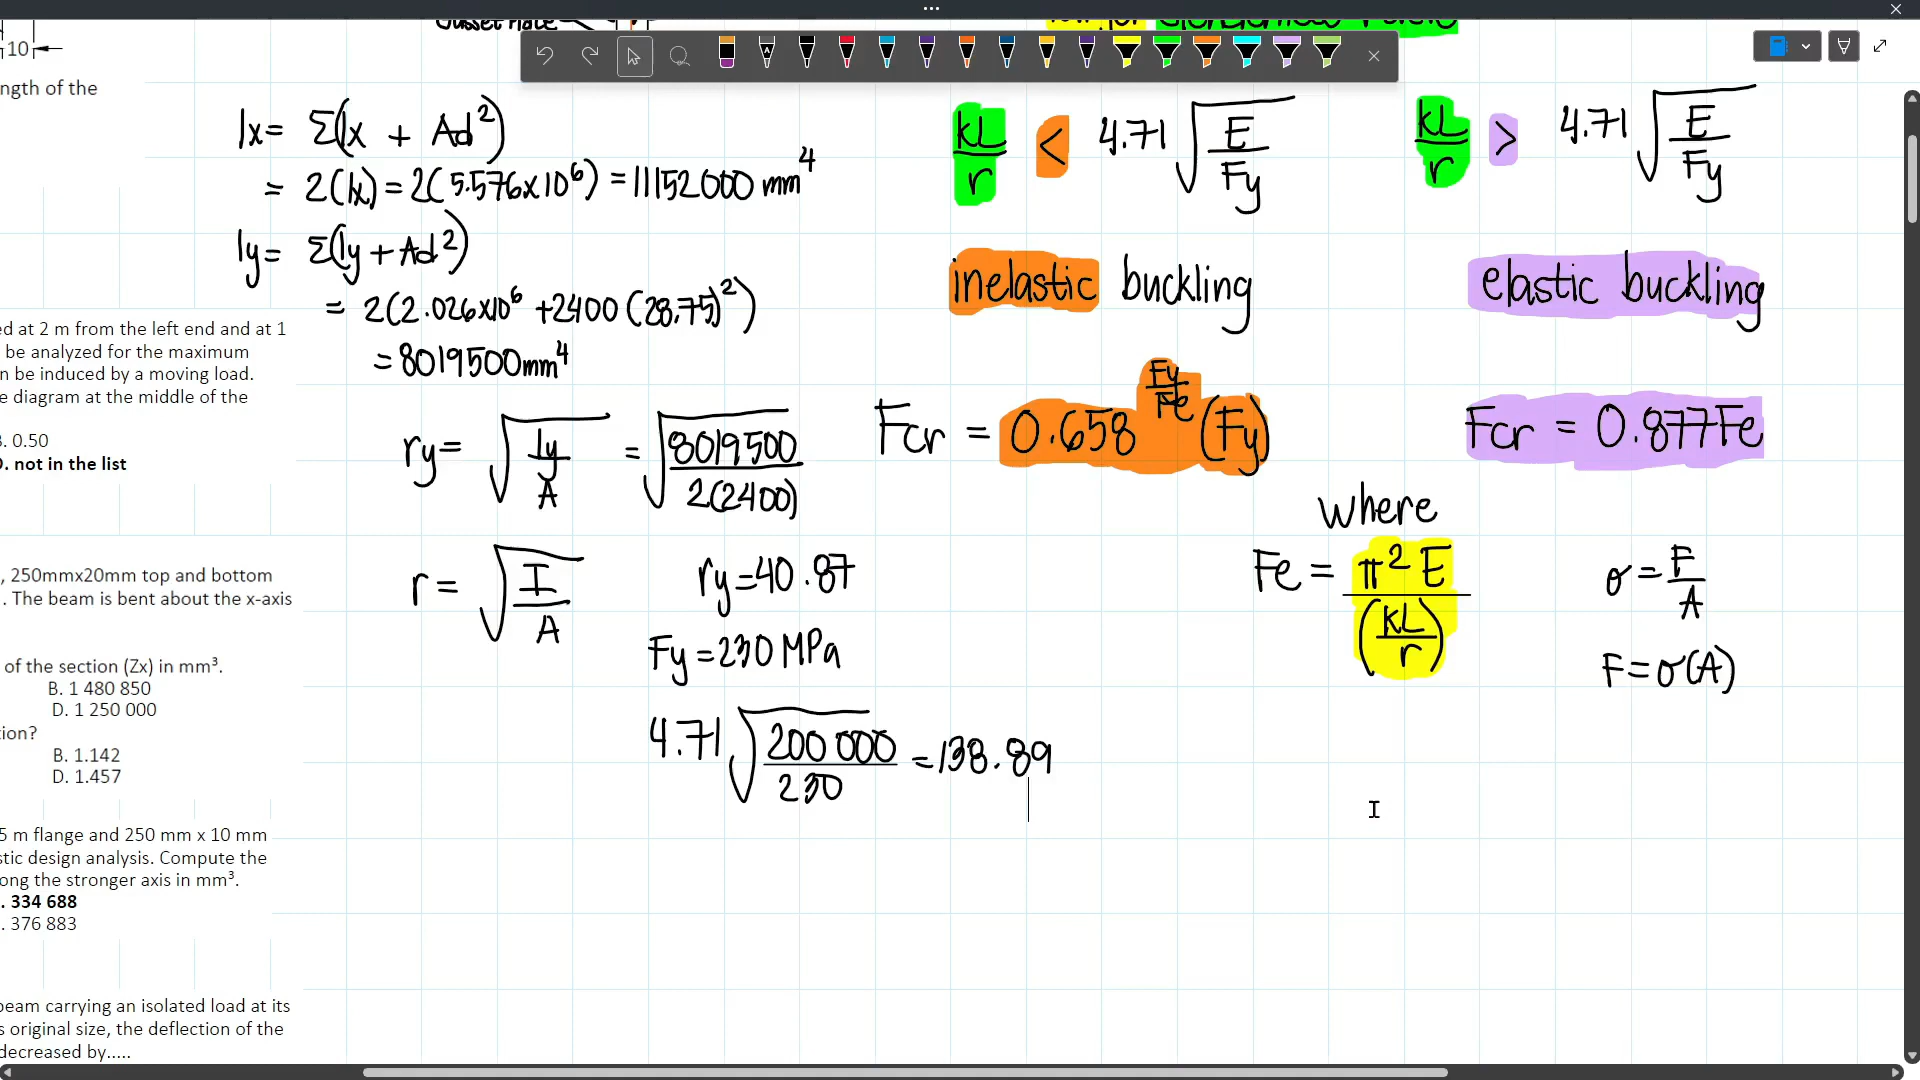 10
ngth of the
Ix = Σ(Ix + Ad²)
= 2(Ix) = 2(5.576x10⁶) = 11152000 mm⁴
Iy = Σ(Iy + Ad²)
= 2(2.026x10⁶ + 2400(28.75)²)
= 8019500mm⁴
ry = √(Iy/A) = √(8019500/2(2400))
r = √(I/A)
ry = 40.87
Fy = 230 MPa
4.71 √(200 000/230) = 138.89
kL/r < 4.71 √(E/Fy)
inelastic buckling
Fcr = 0.658^(Fy/Fe) (Fy)
kL/r > 4.71 √(E/Fy)
elastic buckling
Fcr = 0.877Fe
where
Fe = π² E/(kL/r)
σ = F/A
F = σ(A)
ed at 2 m from the left end and at 1
be analyzed for the maximum
n be induced by a moving load.
e diagram at the middle of the
B. 0.50
D. not in the list
, 250mmx20mm top and bottom
. The beam is bent about the x-axis
of the section (Zx) in mm³.
B. 1 480 850
D. 1 250 000
tion?
B. 1.142
D. 1.457
5 m flange and 250 mm x 10 mm
stic design analysis. Compute the
ong the stronger axis in mm³.
. 334 688
. 376 883
beam carrying an isolated load at its
s original size, the deflection of the
decreased by.....